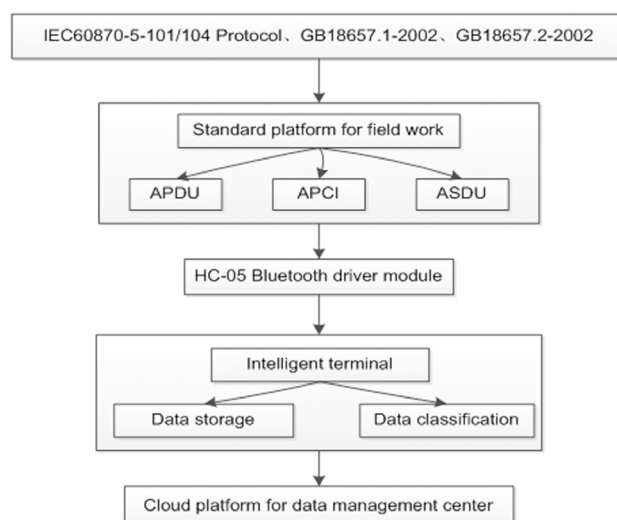 IEC60870-5-101/104 Protocol、GB18657.1-2002、GB18657.2-2002
Standard platform for field work
APDU
APCI
ASDU
HC-05 Bluetooth driver module
Intelligent terminal
Data storage
Data classification
Cloud platform for data management center